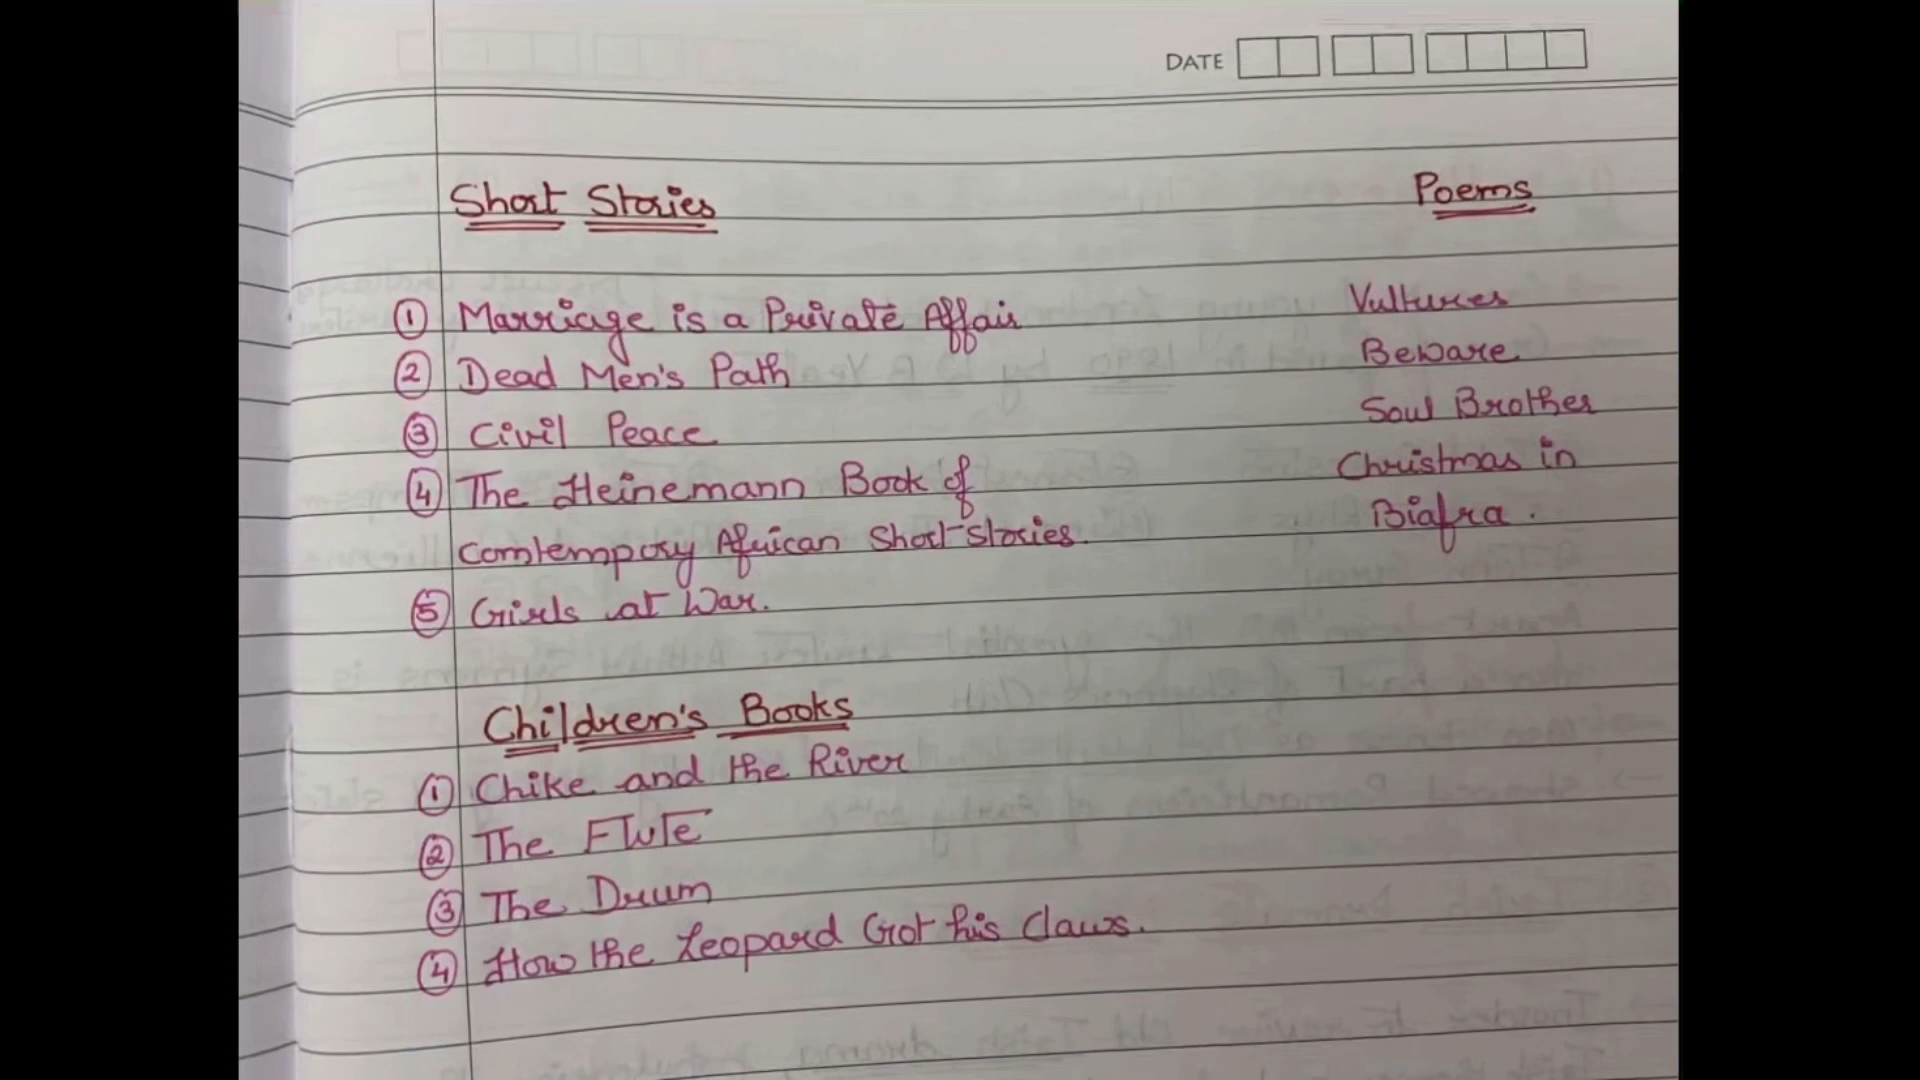 DATE
Short Stories
Poems
① Marriage is a Private Affair
② Dead Men's Path
③ Civil Peace
④ The Heinemann Book of
Comtempory African Short-Stories.
⑤ Girls at War.
Vultures
Beware
Soul Brother
Christmas in
Biafra.
Children's Books
① Chike and the River
② The Flute
③ The Drum
④ How the Leopard Got his Claws.